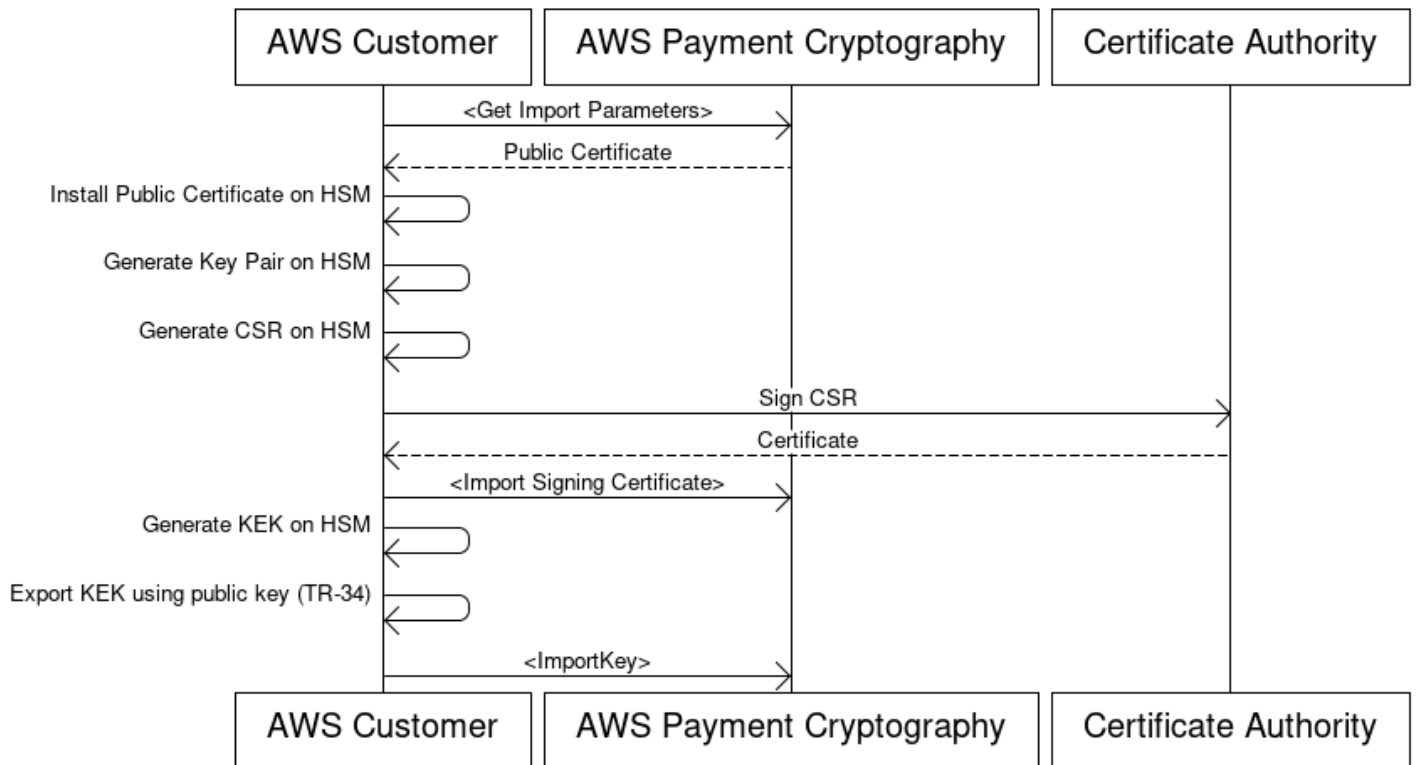 AWS Customer
AWS Payment Cryptography
Certificate Authority
<Get Import Parameters>
Public Certificate
Install Public Certificate on HSM
Generate Key Pair on HSM
Generate CSR on HSM
Sign CSR
Certificate
<Import Signing Certificate>
Generate KEK on HSM
Export KEK using public key (TR-34)
<ImportKey>
AWS Customer
AWS Payment Cryptography
Certificate Authority